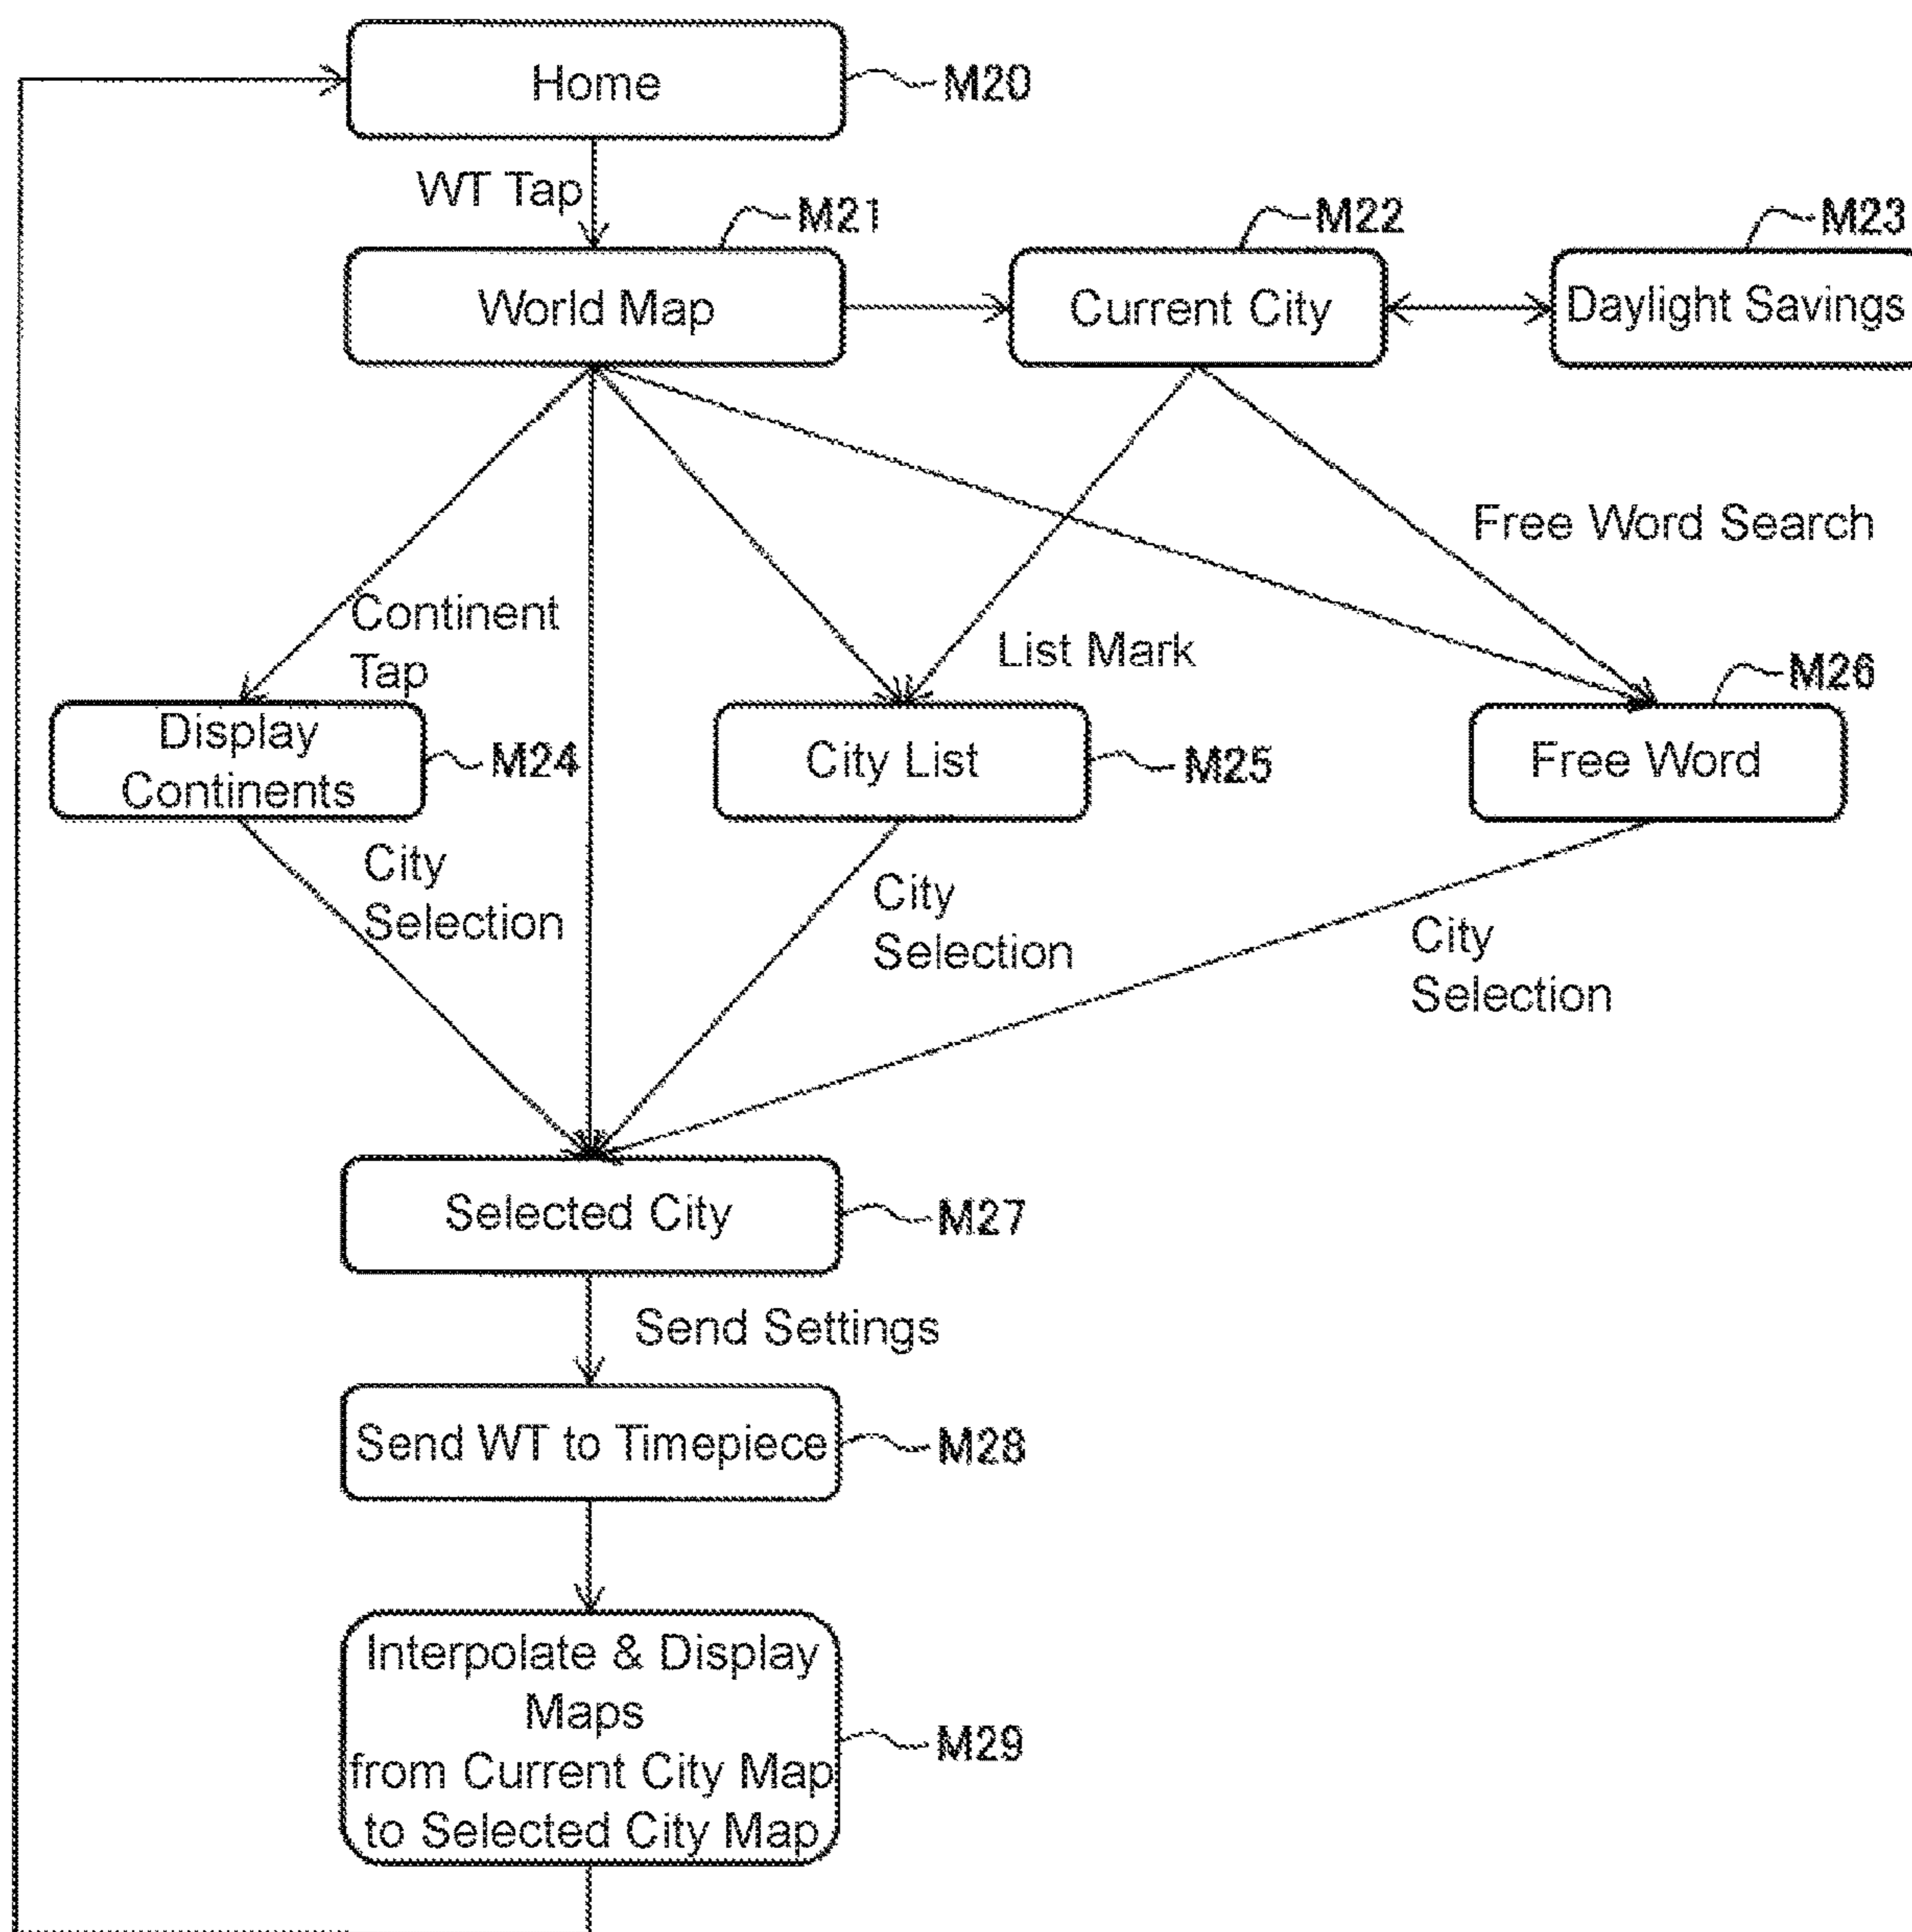 Home
M20
WT Tap
M21
M22
M23
World Map
Current City
Daylight Savings
Free Word Search
Continent
Tap
List Mark
M26
Display
Continents
M24
City List
M25
Free Word
City
Selection
City
Selection
City
Selection
Selected City
M27
Send Settings
Send WT to Timepiece
M28
Interpolate & Display
Maps
from Current City Map
to Selected City Map
M29